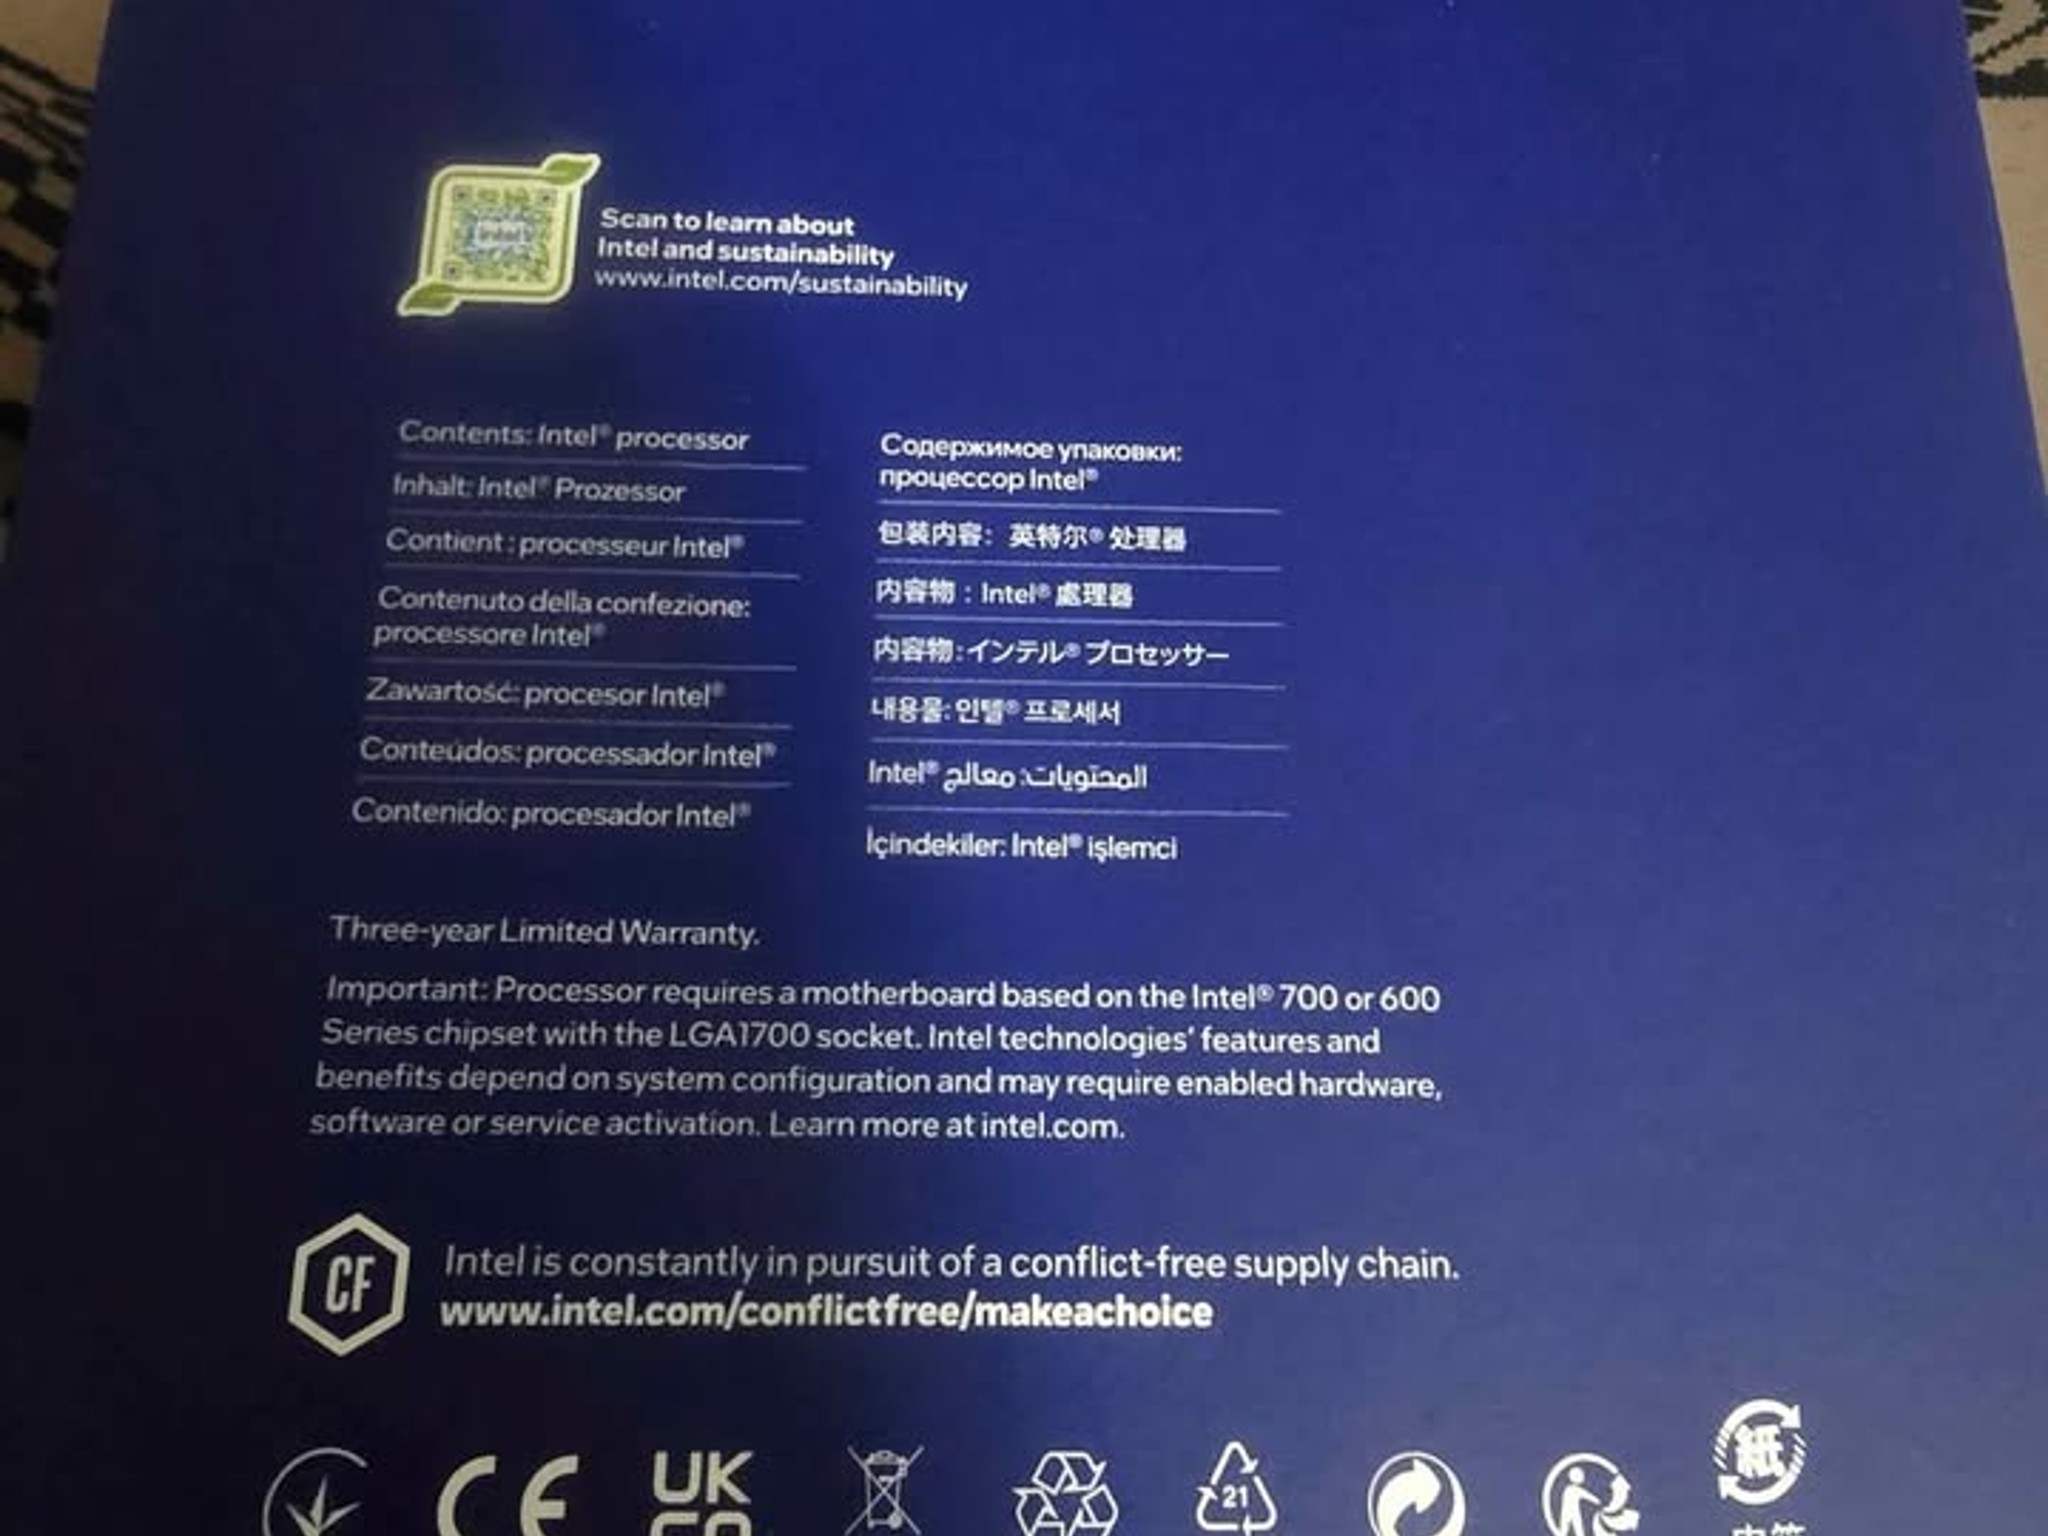 Scan to learn about
Intel and sustainability
www.intel.com/sustainability
Contents: Intel® processor
Inhalt: Intel® Prozessor
Contient : processeur Intel®
Contenuto della confezione:
processore Intel®
Zawartość: procesor Intel®
Conteúdos: processador Intel®
Contenido: procesador Intel®
Содержимое упаковки:
процессор Intel®
包装内容： 英特尔® 处理器
內容物：Intel® 處理器
内容物：インテル® プロセッサー
내용물: 인텔® 프로세서
المحتويات: معالج Intel®
İçindekiler: Intel® işlemci
Three-year Limited Warranty.
Important: Processor requires a motherboard based on the Intel® 700 or 600
Series chipset with the LGA1700 socket. Intel technologies’ features and
benefits depend on system configuration and may require enabled hardware,
software or service activation. Learn more at intel.com.
CF
Intel is constantly in pursuit of a conflict-free supply chain.
www.intel.com/conflictfree/makeachoice
CE
UK
CA
21
紙